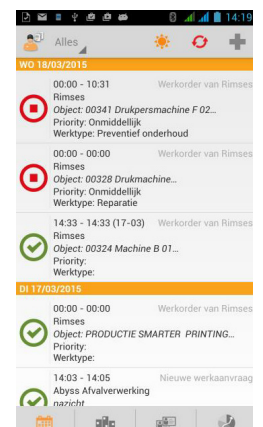 14:19
Alles
WO 18/03/2015
00:00 - 10:31 Werkorder van Rimses
Rimses
Object: 00341 Drukpersmachine F 02...
Priority: Onmiddellijk
Werktype: Preventief onderhoud
00:00 - 00:00 Werkorder van Rimses
Rimses
Object: 00328 Drukmachine...
Priority: Onmiddellijk
Werktype: Reparatie
14:33 - 14:33 (17-03) Werkorder van Rimses
Object: 00324 Machine B 01...
Priority:
Werktype:
DI 17/03/2015
00:00 - 00:00 Werkorder van Rimses
Rimses
Object: PRODUCTIE SMARTER PRINTING...
Priority:
Werktype:
14:03 - 14:05 Nieuwe werkaanvraag
Abyss Afvalverwerking
nazicht